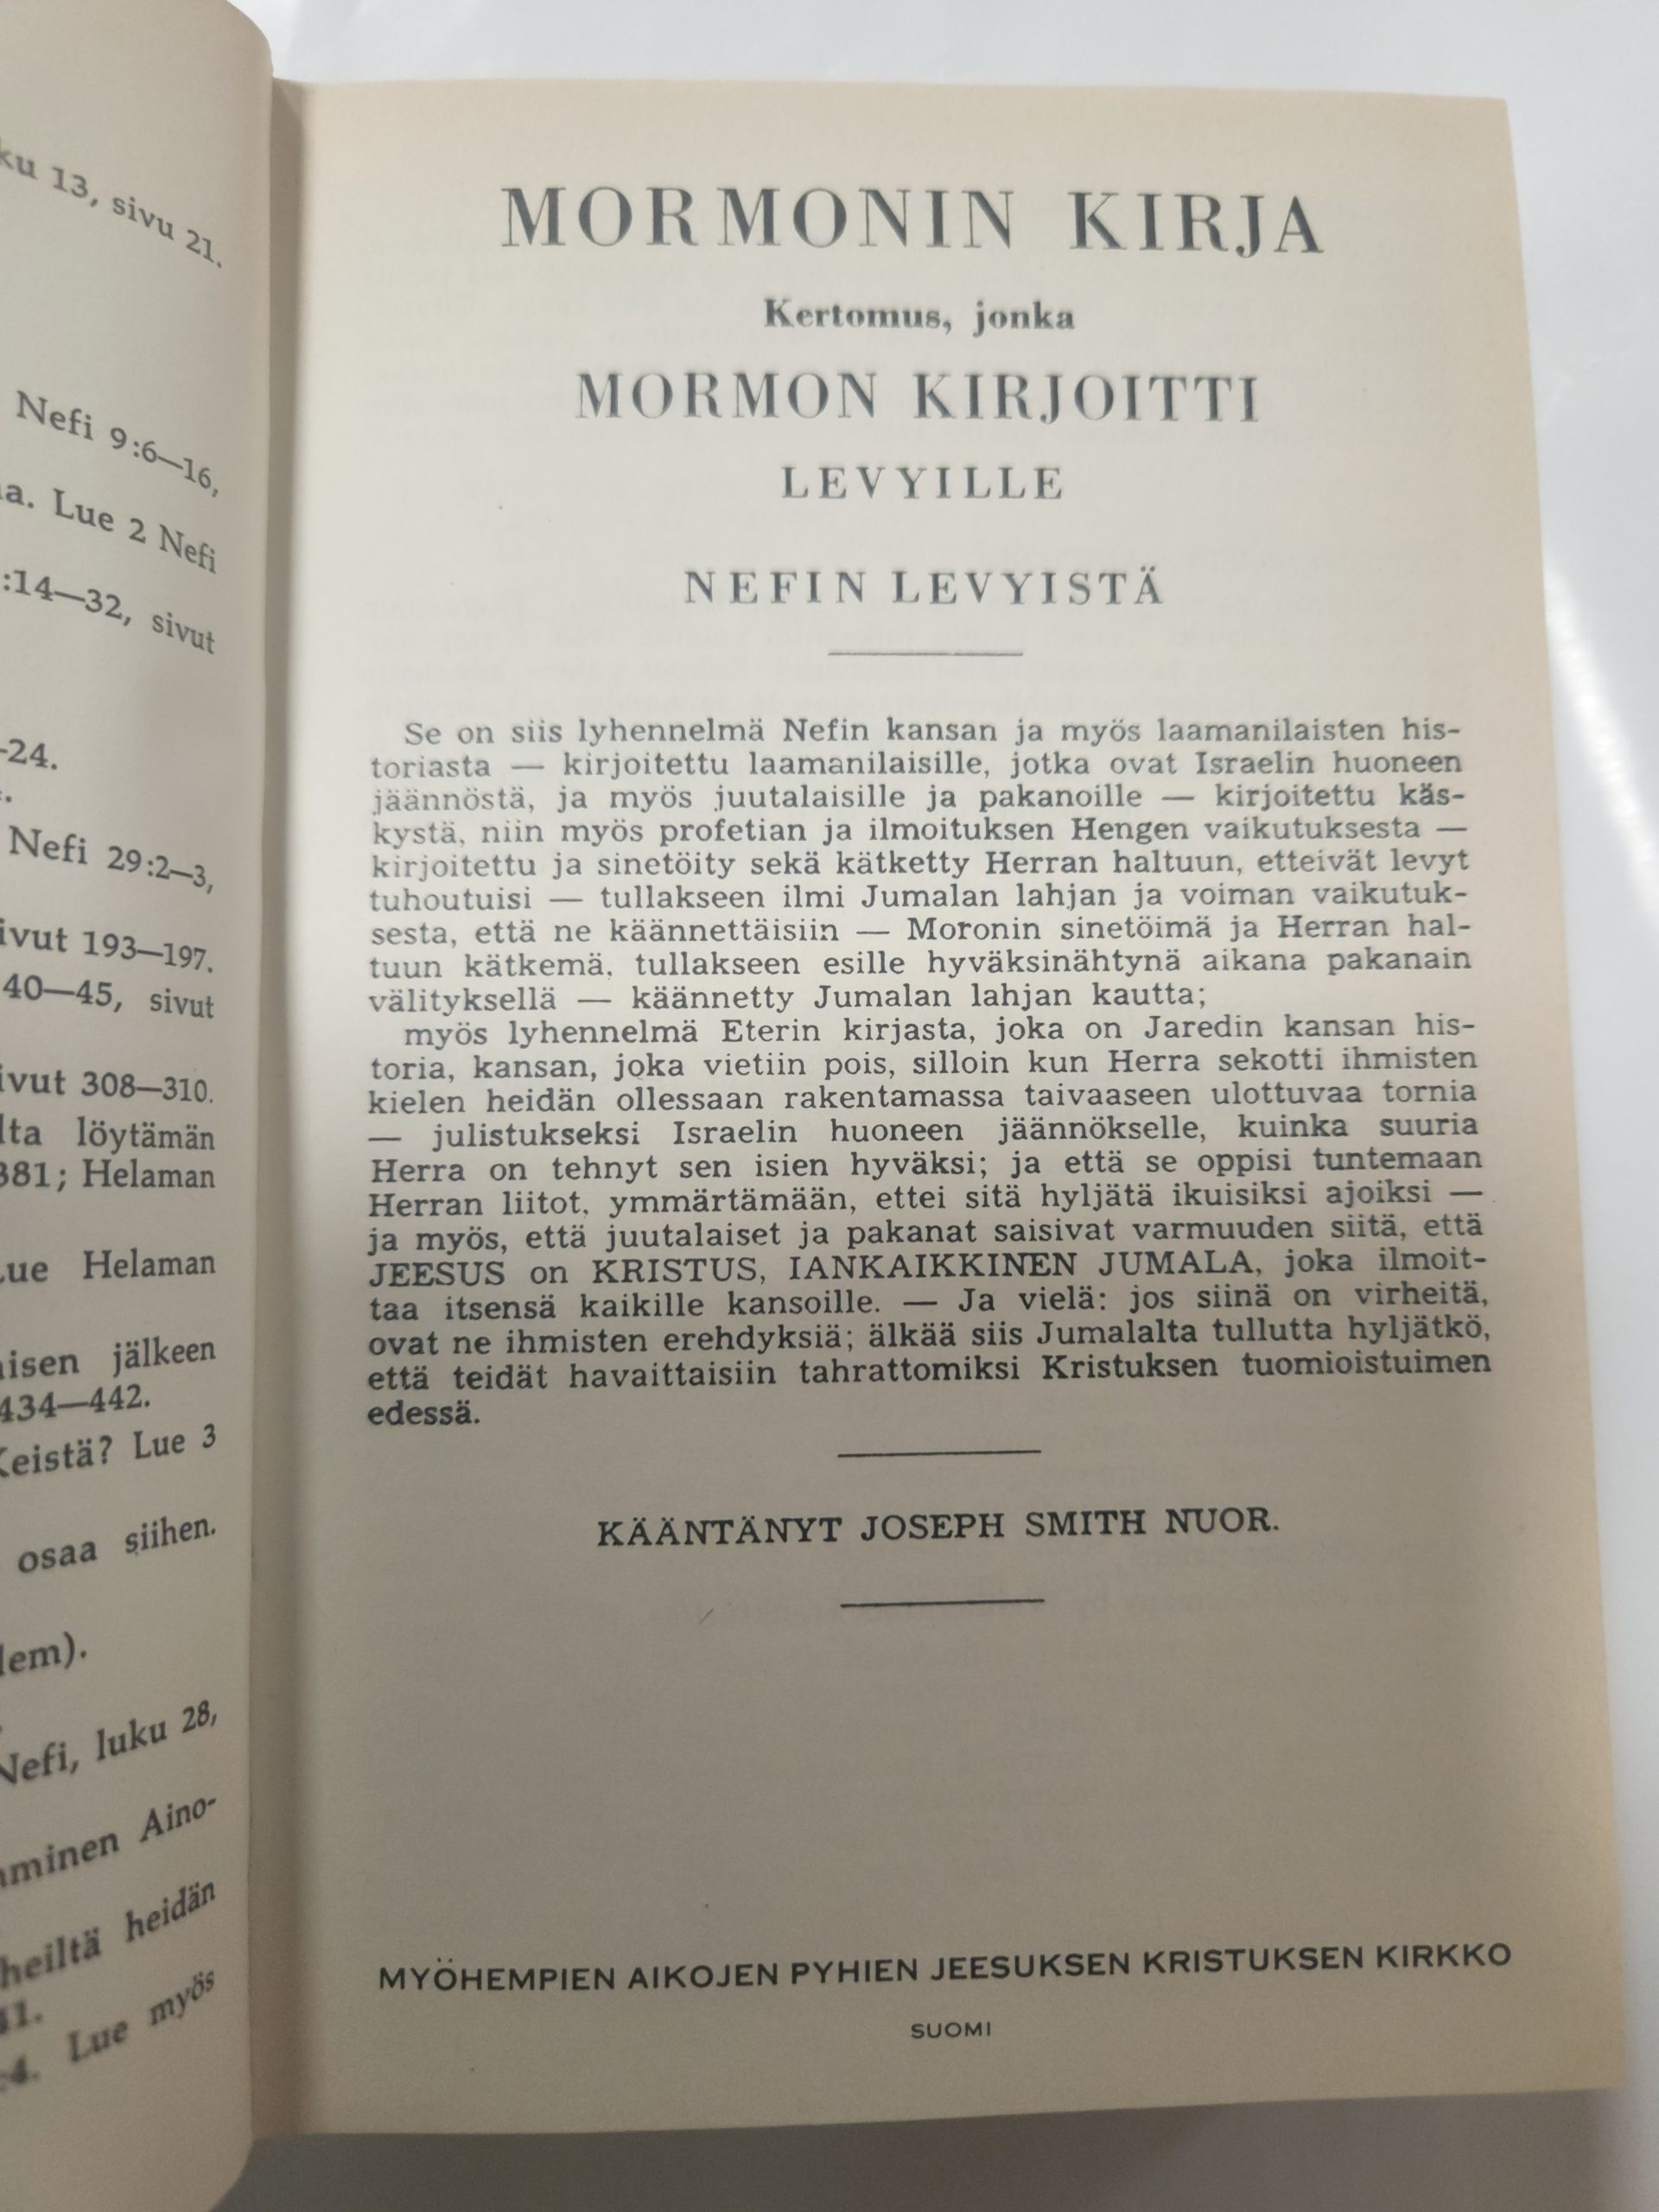 ku 13, sivu 21.
Nefi 9:6—16,
a. Lue 2 Nefi
:14—32, sivut
-24.
Nefi 29:2—3,
ivut 193—197.
40—45, sivut
ivut 308—310.
lta löytämän
381; Helaman
Lue Helaman
isen jälkeen
434—442.
Keistä? Lue 3
osaa siihen.
lem).
Nefi, luku 28,
minen Aino-
heiltä heidän
11.
:4. Lue myös
MORMONIN KIRJA
Kertomus, jonka
MORMON KIRJOITTI
LEVYILLE
NEFIN LEVYISTÄ
Se on siis lyhennelmä Nefin kansan ja myös laamanilaisten his-
toriasta — kirjoitettu laamanilaisille, jotka ovat Israelin huoneen
jäännöstä, ja myös juutalaisille ja pakanoille — kirjoitettu käs-
kystä, niin myös profetian ja ilmoituksen Hengen vaikutuksesta —
kirjoitettu ja sinetöity sekä kätketty Herran haltuun, etteivät levyt
tuhoutuisi — tullakseen ilmi Jumalan lahjan ja voiman vaikutuk-
sesta, että ne käännettäisiin — Moronin sinetöimä ja Herran hal-
tuun kätkemä, tullakseen esille hyväksinähtynä aikana pakanain
välityksellä — käännetty Jumalan lahjan kautta;
myös lyhennelmä Eterin kirjasta, joka on Jaredin kansan his-
toria, kansan, joka vietiin pois, silloin kun Herra sekotti ihmisten
kielen heidän ollessaan rakentamassa taivaaseen ulottuvaa tornia
— julistukseksi Israelin huoneen jäännökselle, kuinka suuria
Herra on tehnyt sen isien hyväksi; ja että se oppisi tuntemaan
Herran liitot, ymmärtämään, ettei sitä hyljätä ikuisiksi ajoiksi —
ja myös, että juutalaiset ja pakanat saisivat varmuuden siitä, että
JEESUS on KRISTUS, IANKAIKKINEN JUMALA, joka ilmoit-
taa itsensä kaikille kansoille. — Ja vielä: jos siinä on virheitä,
ovat ne ihmisten erehdyksiä; älkää siis Jumalalta tullutta hyljätkö,
että teidät havaittaisiin tahrattomiksi Kristuksen tuomioistuimen
edessä.
KÄÄNTÄNYT JOSEPH SMITH NUOR.
MYÖHEMPIEN AIKOJEN PYHIEN JEESUKSEN KRISTUKSEN KIRKKO
SUOMI